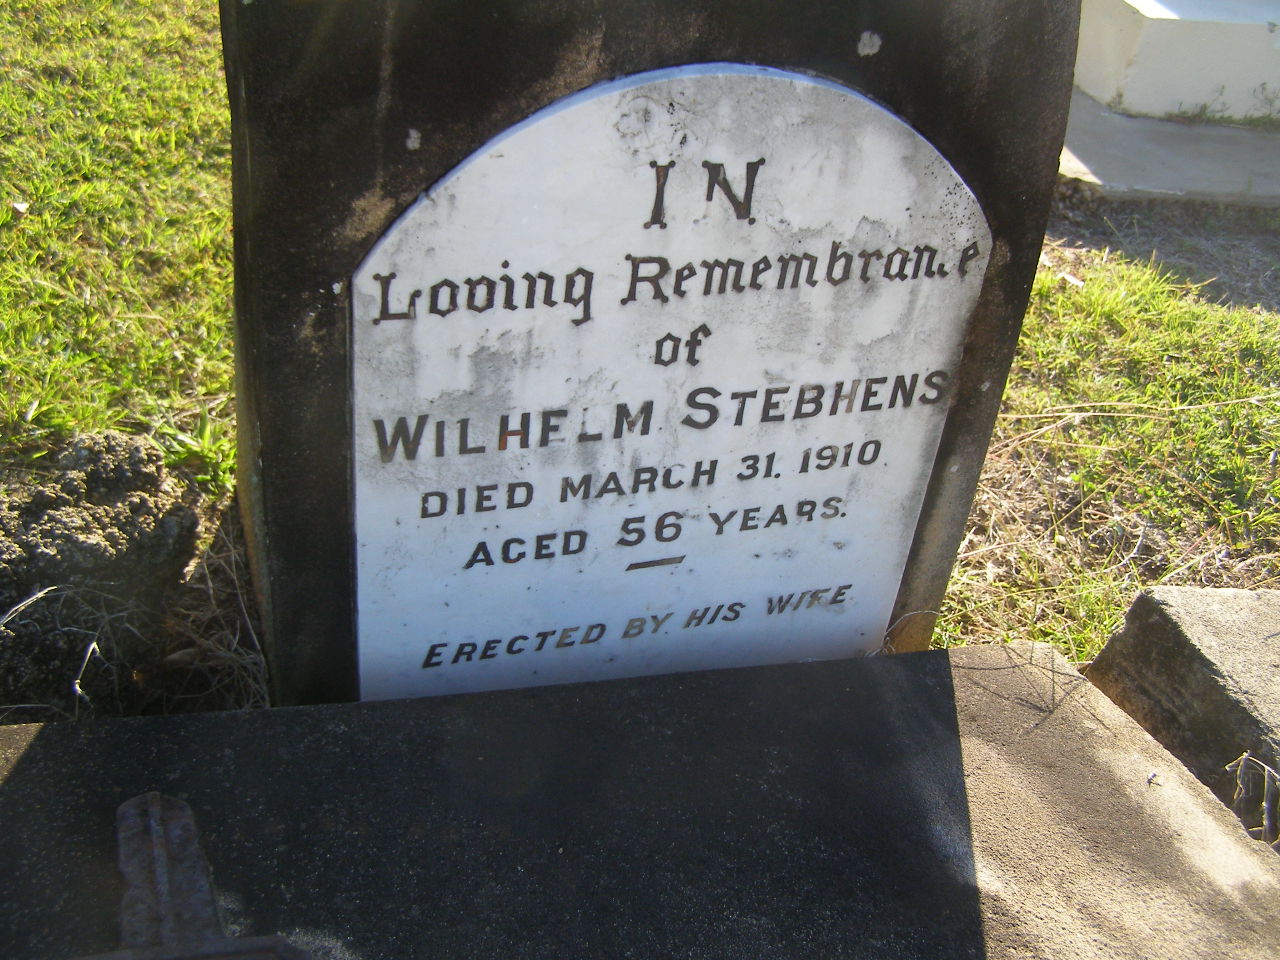 IN
Loving Remembrance
of
WILHELM STEBHENS
DIED MARCH 31. 1910
AGED 56 YEARS.
ERECTED BY HIS WIFE